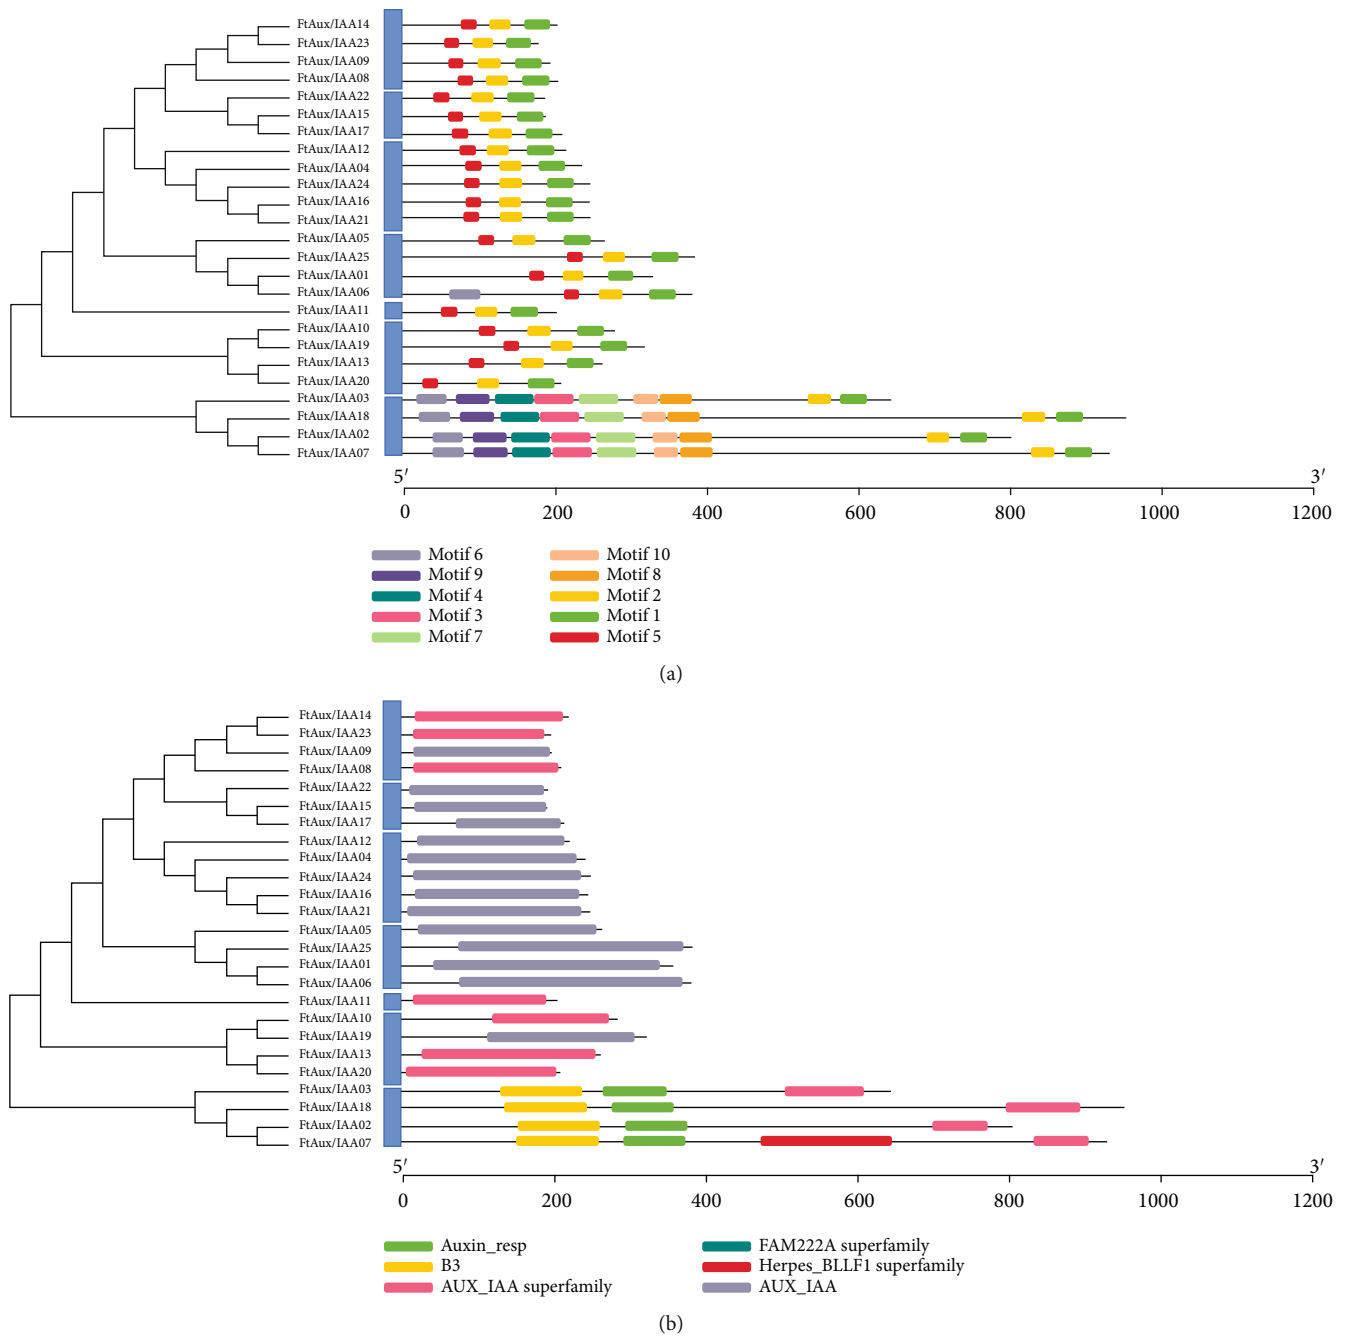 FtAux/IAA14
FtAux/IAA23
FtAux/IAA09
FtAux/IAA08
FtAux/IAA22
FtAux/IAA15
FtAux/IAA17
FtAux/IAA12
FtAux/IAA04
FtAux/IAA24
FtAux/IAA16
FtAux/IAA21
FtAux/IAA05
FtAux/IAA25
FtAux/IAA01
FtAux/IAA06
FtAux/IAA11
FtAux/IAA10
FtAux/IAA19
FtAux/IAA13
FtAux/IAA20
FtAux/IAA03
FtAux/IAA18
FtAux/IAA02
FtAux/IAA07
5′ 3′
0 200 400 600 800 1000 1200
Motif 6 Motif 10
Motif 9 Motif 8
Motif 4 Motif 2
Motif 3 Motif 1
Motif 7 Motif 5
(a)
FtAux/IAA14
FtAux/IAA23
FtAux/IAA09
FtAux/IAA08
FtAux/IAA22
FtAux/IAA15
FtAux/IAA17
FtAux/IAA12
FtAux/IAA04
FtAux/IAA24
FtAux/IAA16
FtAux/IAA21
FtAux/IAA05
FtAux/IAA25
FtAux/IAA01
FtAux/IAA06
FtAux/IAA11
FtAux/IAA10
FtAux/IAA19
FtAux/IAA13
FtAux/IAA20
FtAux/IAA03
FtAux/IAA18
FtAux/IAA02
FtAux/IAA07
5′ 3′
0 200 400 600 800 1000 1200
Auxin_resp FAM222A superfamily
B3 Herpes_BLLF1 superfamily
AUX_IAA superfamily AUX_IAA
(b)